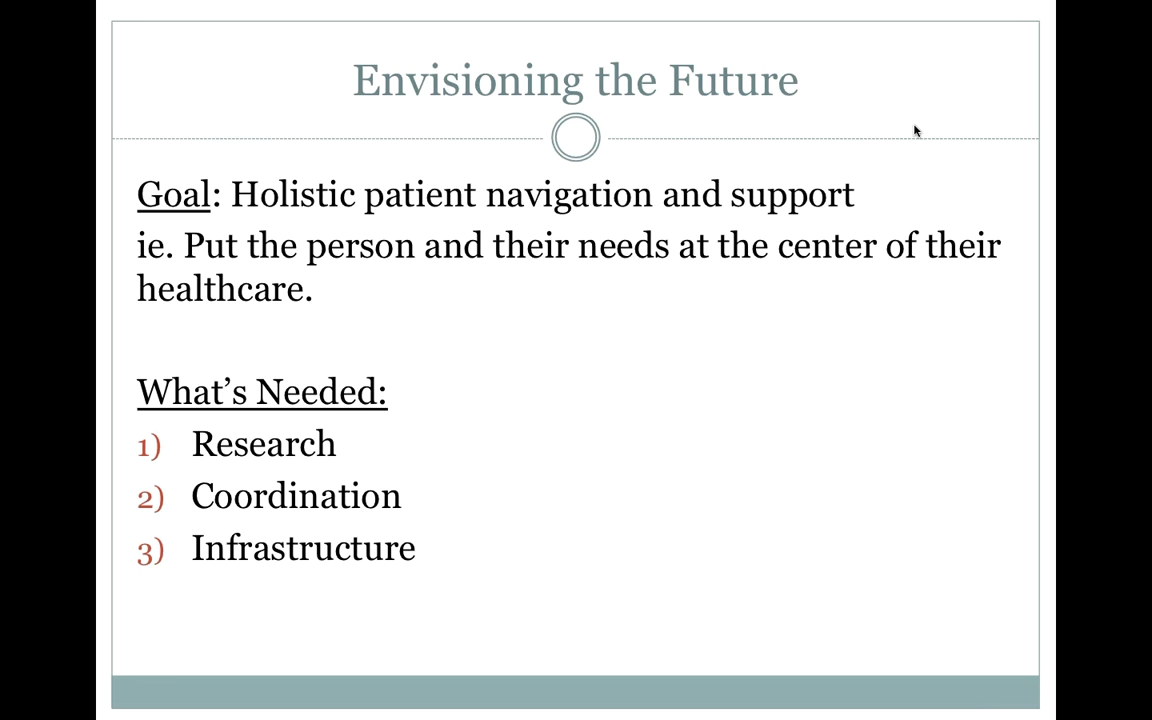 Envisioning the Future
Goal: Holistic patient navigation and support
ie. Put the person and their needs at the center of their
healthcare.
What's Needed:
1) Research
2) Coordination
3) Infrastructure